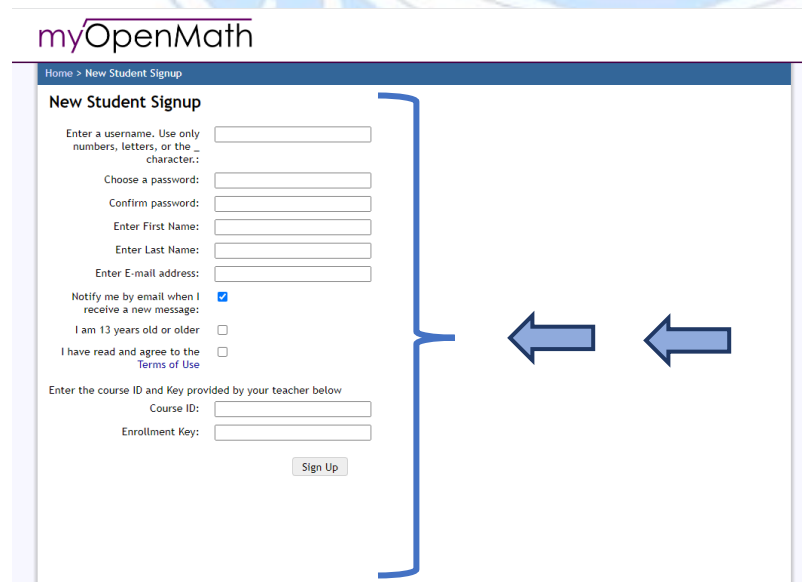 myOpenMath
Home > New Student Signup
New Student Signup
Enter a username. Use only
numbers, letters, or the _
character.:
Choose a password:
Confirm password:
Enter First Name:
Enter Last Name:
Enter E-mail address:
Notify me by email when I
receive a new message:
I am 13 years old or older
I have read and agree to the
Terms of Use
Enter the course ID and Key provided by your teacher below
Course ID:
Enrollment Key:
Sign Up